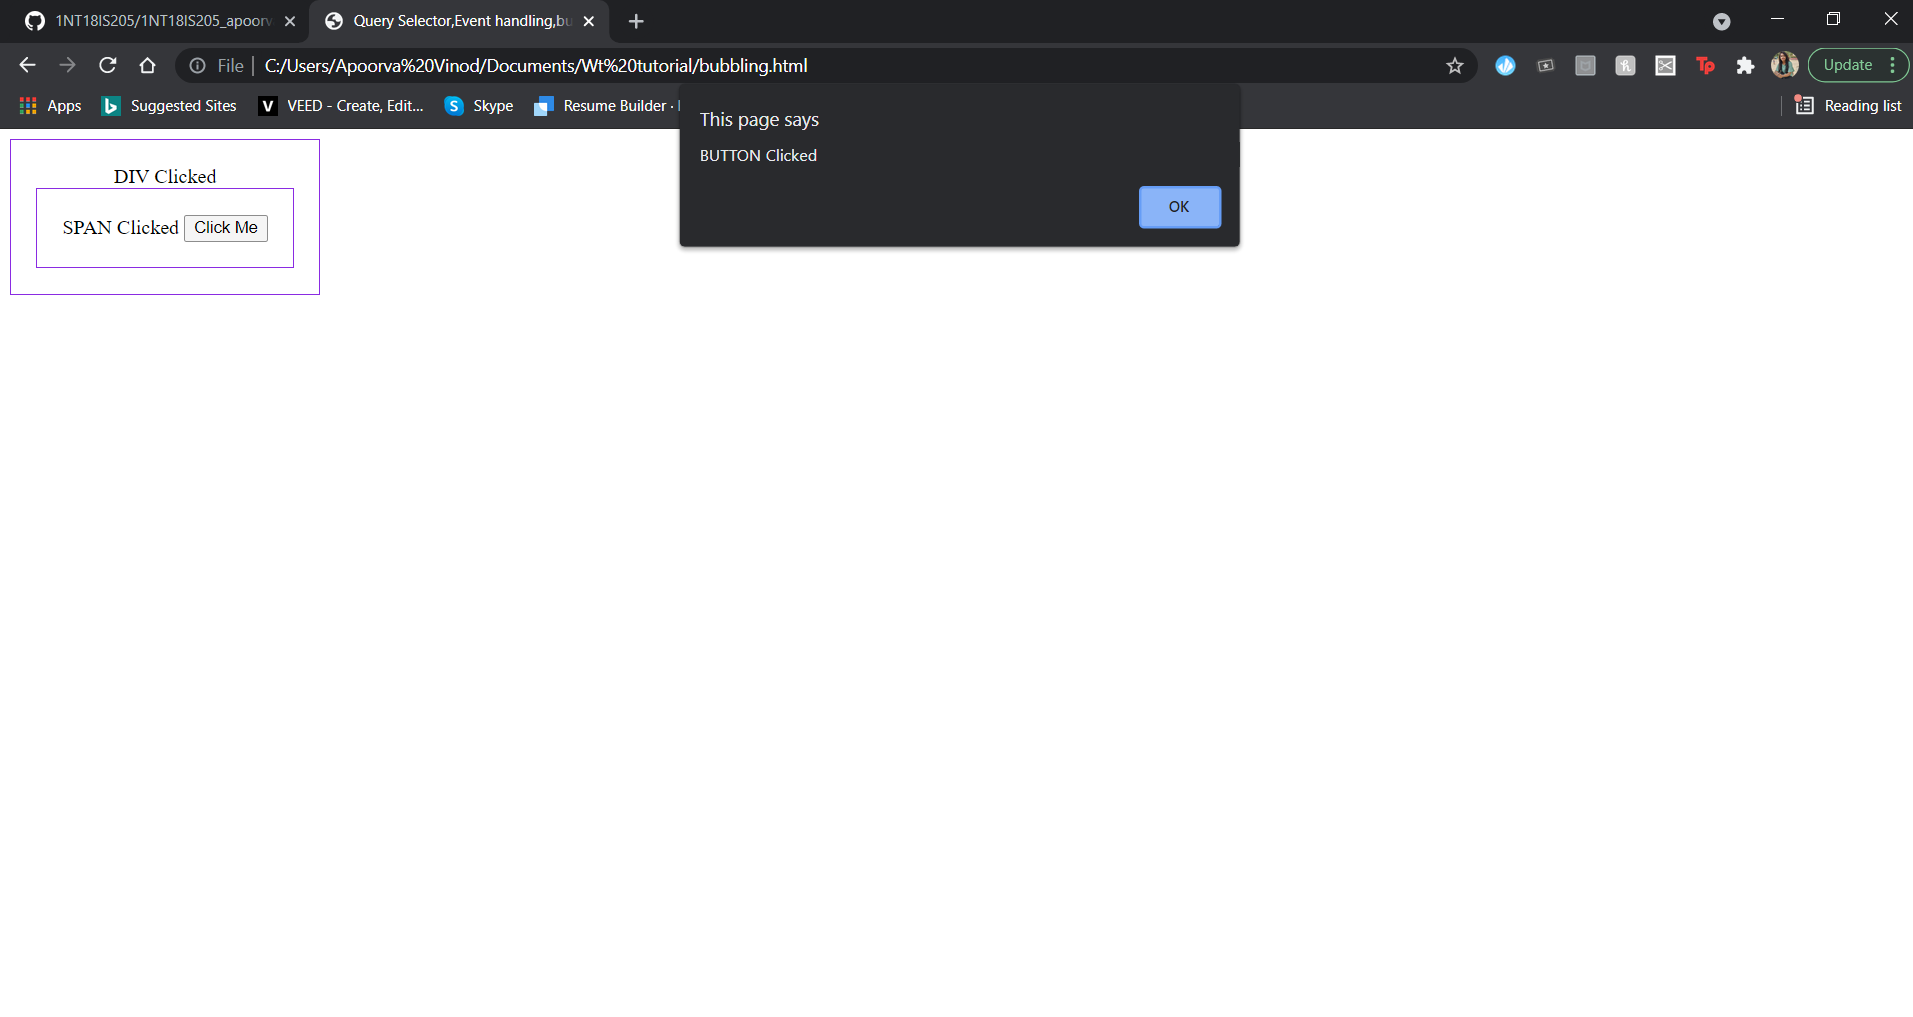 1NT18IS205/1NT18IS205_apoorv
Query Selector,Event handling,bu
File
C:/Users/Apoorva%20Vinod/Documents/Wt%20tutorial/bubbling.html
Tp
Update
Apps
b Suggested Sites
V VEED - Create, Edit...
S Skype
Resume Builder ·
Reading list
This page says
BUTTON Clicked
OK
DIV Clicked
SPAN Clicked Click Me